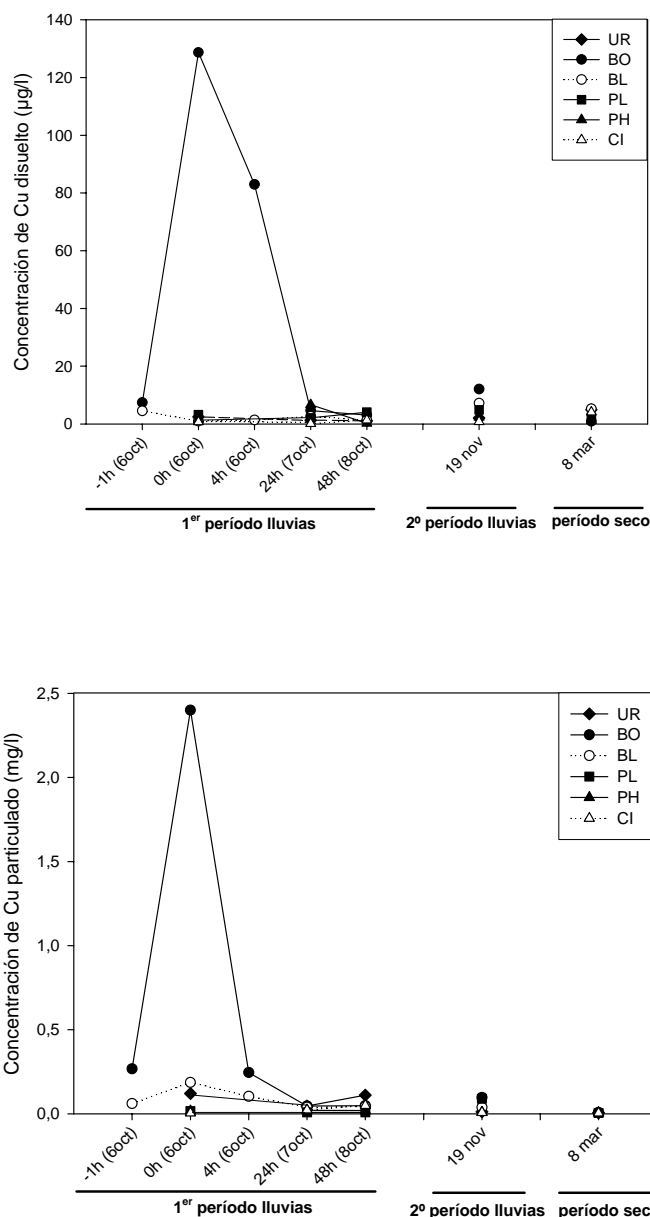 Concentración de Cu disuelto (µg/l)
140
120
100
80
60
40
20
0
UR
BO
BL
PL
PH
CI
-1h (6oct)
0h (6oct)
4h (6oct)
24h (7oct)
48h (8oct)
19 nov
8 mar
1er período lluvias
2º período lluvias
período seco
Concentración de Cu particulado (mg/l)
2,5
2,0
1,5
1,0
0,5
0,0
UR
BO
BL
PL
PH
CI
-1h (6oct)
0h (6oct)
4h (6oct)
24h (7oct)
48h (8oct)
19 nov
8 mar
1er período lluvias
2º período lluvias
período sec